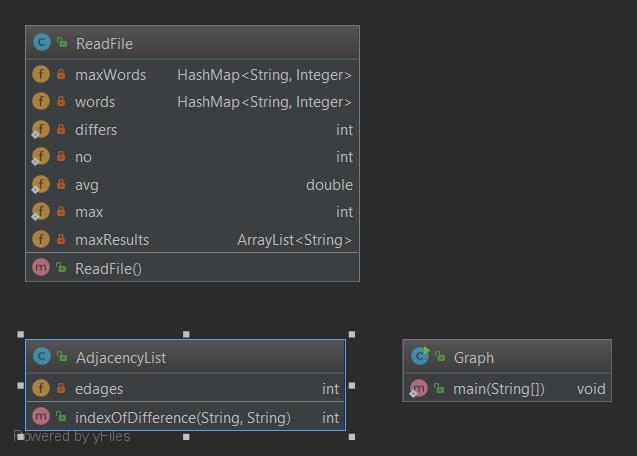 ReadFile
maxWords HashMap<String, Integer>
words HashMap<String, Integer>
differs int
no int
avg double
max int
maxResults ArrayList<String>
ReadFile()
AdjacencyList
edages int
indexOfDifference(String, String) int
Graph
main(String[]) void
Powered by yFiles